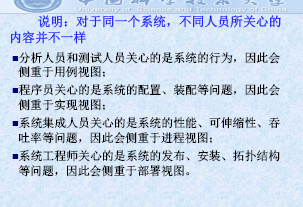 说明：对于同一个系统，不同人员所关心的
内容并不一样
■分析人员和测试人员关心的是系统的行为，因此会
侧重于用例视图；
■程序员关心的是系统的配置、装配等问题，因此会
侧重于实现视图；
■系统集成人员关心的是系统的性能、可伸缩性、吞
吐率等问题，因此会侧重于进程视图；
■系统工程师关心的是系统的发布、安装、拓扑结构
等问题，因此会侧重于部署视图。